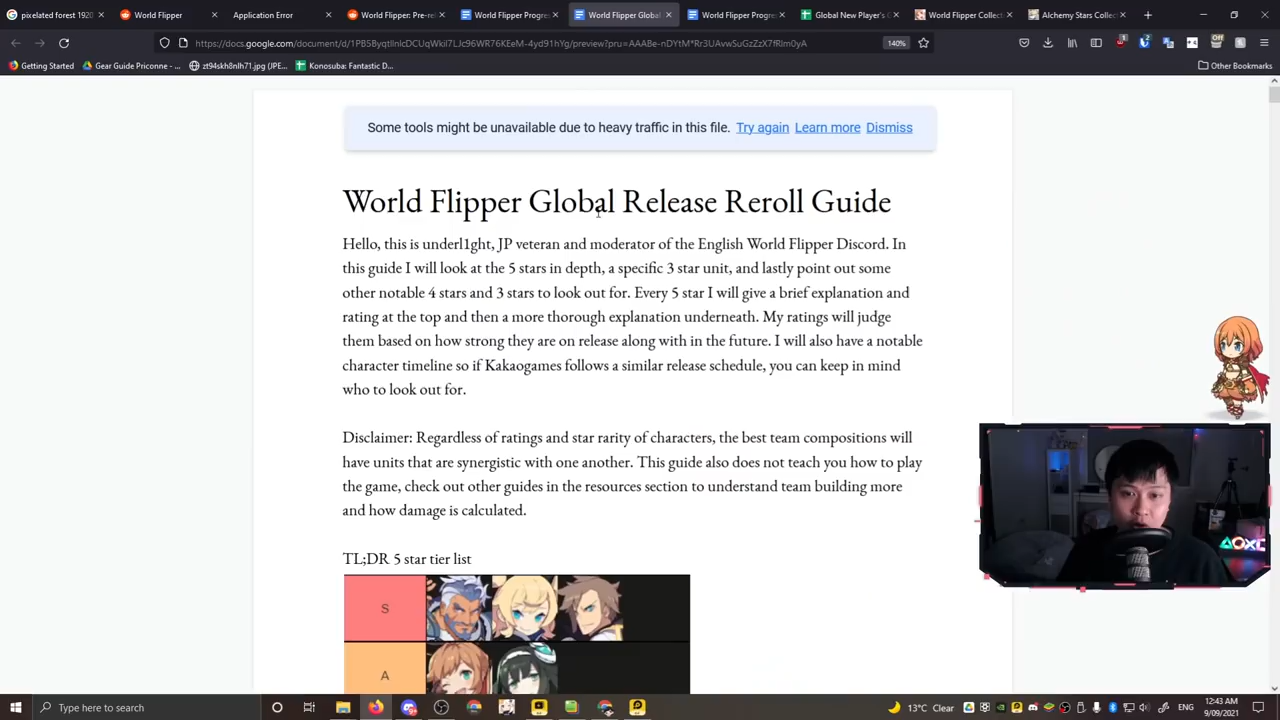 pixelated forest 1920
World Flipper
Application Error
World Flipper: Pre-re
World Flipper Progre
World Flipper Global
World Flipper Progre
Global New Player's G
World Flipper Collect
Alchemy Stars Collect
140%
Getting Started
Gear Guide Priconne -
zt94skh8nlh71.jpg (JPE...
Konosuba: Fantastic D...
Other Bookmarks
Some tools might be unavailable due to heavy traffic in this file. Try again Learn more Dismiss
World Flipper Global Release Reroll Guide
Hello, this is underl1ght, JP veteran and moderator of the English World Flipper Discord. In
this guide I will look at the 5 stars in depth, a specific 3 star unit, and lastly point out some
other notable 4 stars and 3 stars to look out for. Every 5 star I will give a brief explanation and
rating at the top and then a more thorough explanation underneath. My ratings will judge
them based on how strong they are on release along with in the future. I will also have a notable
character timeline so if Kakaogames follows a similar release schedule, you can keep in mind
who to look out for.
Disclaimer: Regardless of ratings and star rarity of characters, the best team compositions will
have units that are synergistic with one another. This guide also does not teach you how to play
the game, check out other guides in the resources section to understand team building more
and how damage is calculated.
TL;DR 5 star tier list
S
A
Type here to search
13°C Clear
ENG
12:43 AM
9/09/2021